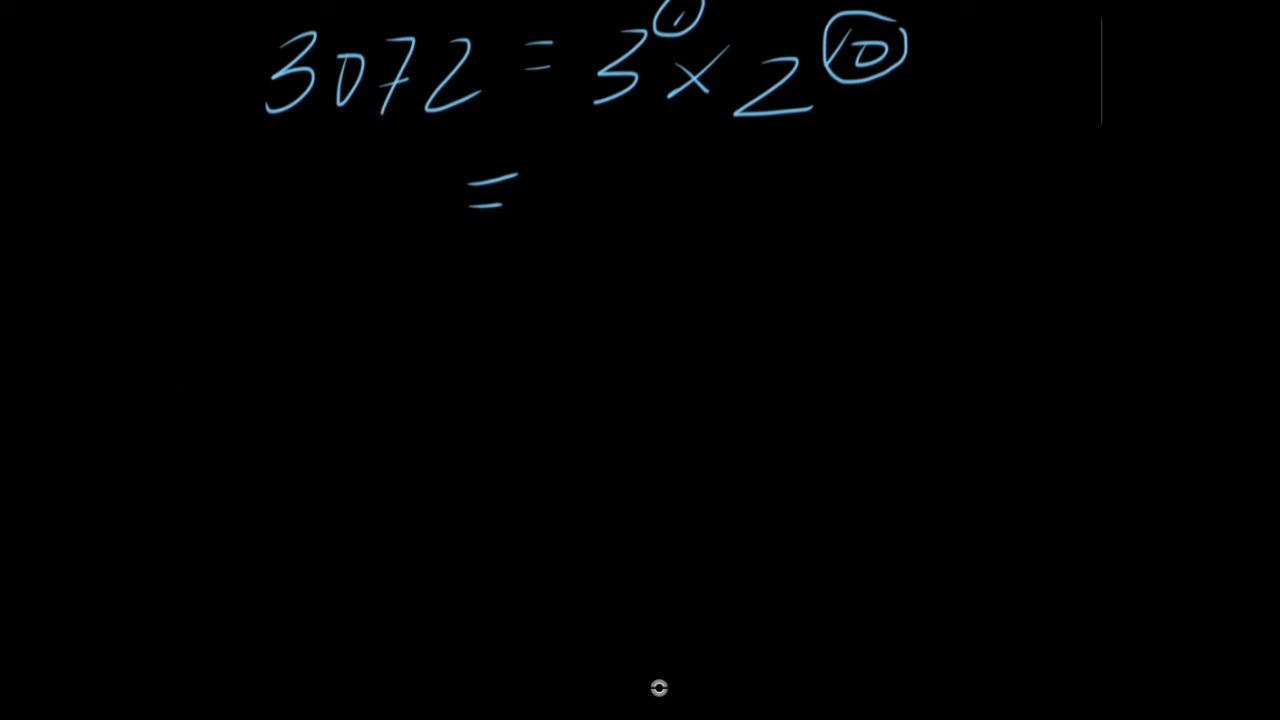 3072 = 3¹ × 2¹⁰
=